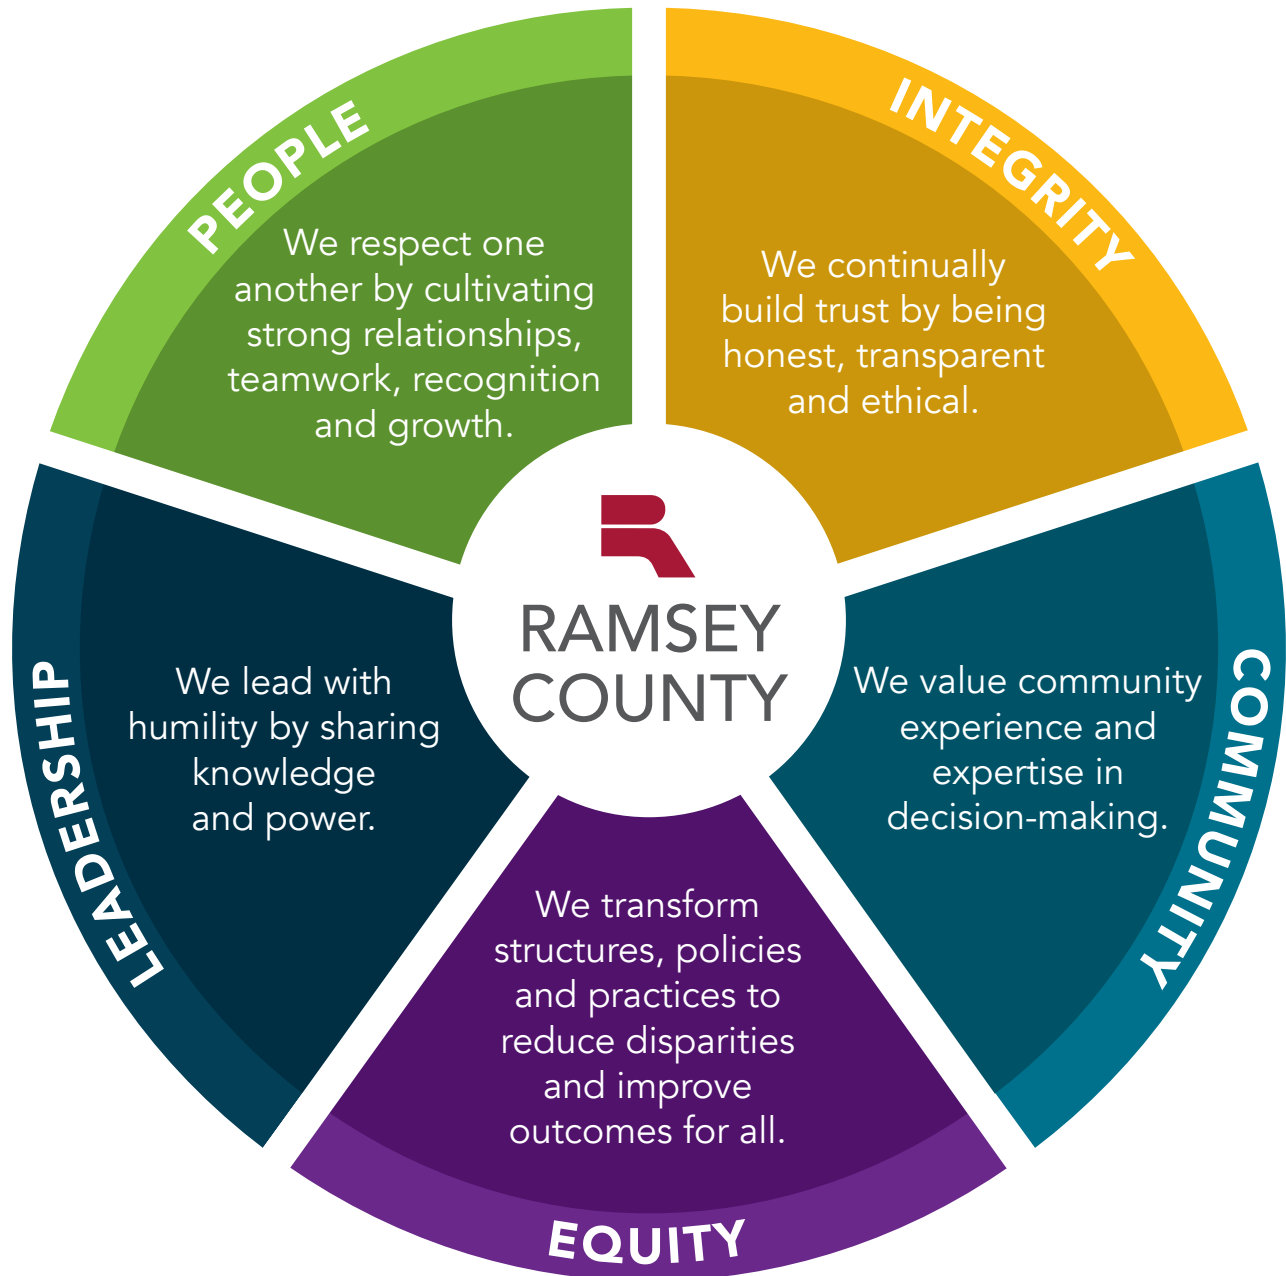 PEOPLE
We respect one
another by cultivating
strong relationships,
teamwork, recognition
and growth.
INTEGRITY
We continually
build trust by being
honest, transparent
and ethical.
RAMSEY
COUNTY
LEADERSHIP
We lead with
humility by sharing
knowledge
and power.
COMMUNITY
We value community
experience and
expertise in
decision-making.
We transform
structures, policies
and practices to
reduce disparities
and improve
outcomes for all.
EQUITY